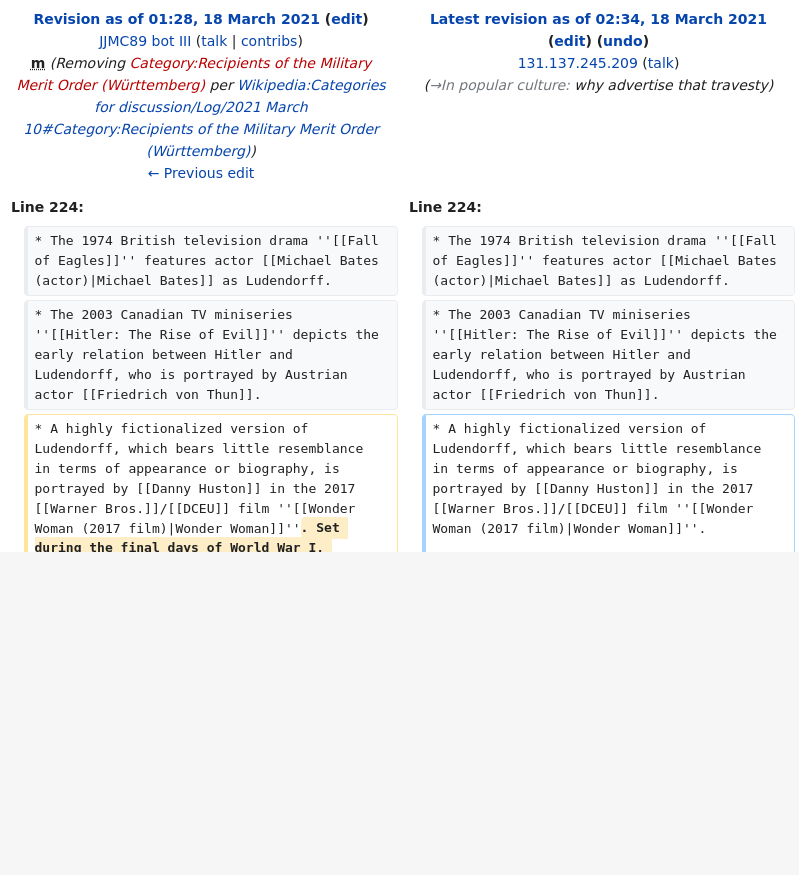 Revision as of 01:28, 18 March 2021 (edit)
JJMC89 bot III (talk | contribs)
m (Removing Category:Recipients of the Military
Merit Order (Württemberg) per Wikipedia:Categories
for discussion/Log/2021 March
10#Category:Recipients of the Military Merit Order
(Württemberg))
← Previous edit
Latest revision as of 02:34, 18 March 2021
(edit) (undo)
131.137.245.209 (talk)
(→In popular culture: why advertise that travesty)
Line 224:
* The 1974 British television drama ''[[Fall
of Eagles]]'' features actor [[Michael Bates
(actor)|Michael Bates]] as Ludendorff.
* The 2003 Canadian TV miniseries
''[[Hitler: The Rise of Evil]]'' depicts the
early relation between Hitler and
Ludendorff, who is portrayed by Austrian
actor [[Friedrich von Thun]].
* A highly fictionalized version of
Ludendorff, which bears little resemblance
in terms of appearance or biography, is
portrayed by [[Danny Huston]] in the 2017
[[Warner Bros.]]/[[DCEU]] film ''[[Wonder
Woman (2017 film)|Wonder Woman]]''. Set
during the final days of World War I,
Line 224:
* The 1974 British television drama ''[[Fall
of Eagles]]'' features actor [[Michael Bates
(actor)|Michael Bates]] as Ludendorff.
* The 2003 Canadian TV miniseries
''[[Hitler: The Rise of Evil]]'' depicts the
early relation between Hitler and
Ludendorff, who is portrayed by Austrian
actor [[Friedrich von Thun]].
* A highly fictionalized version of
Ludendorff, which bears little resemblance
in terms of appearance or biography, is
portrayed by [[Danny Huston]] in the 2017
[[Warner Bros.]]/[[DCEU]] film ''[[Wonder
Woman (2017 film)|Wonder Woman]]''.